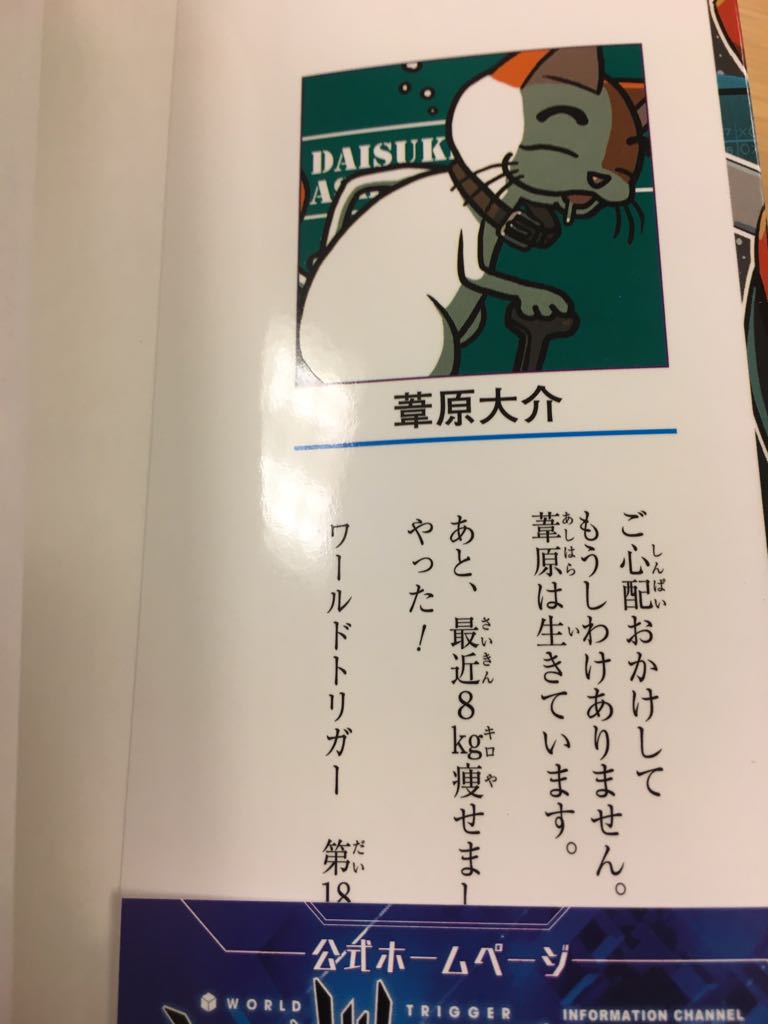 DAISUK
葦原大介
ご心配おかけして
もうしわけありません。
葦原は生きています。
あと、最近8kg痩せまし
やった！
ワールドトリガー 第18
公式ホームページ
WORLD TRIGGER
INFORMATION CHANNEL